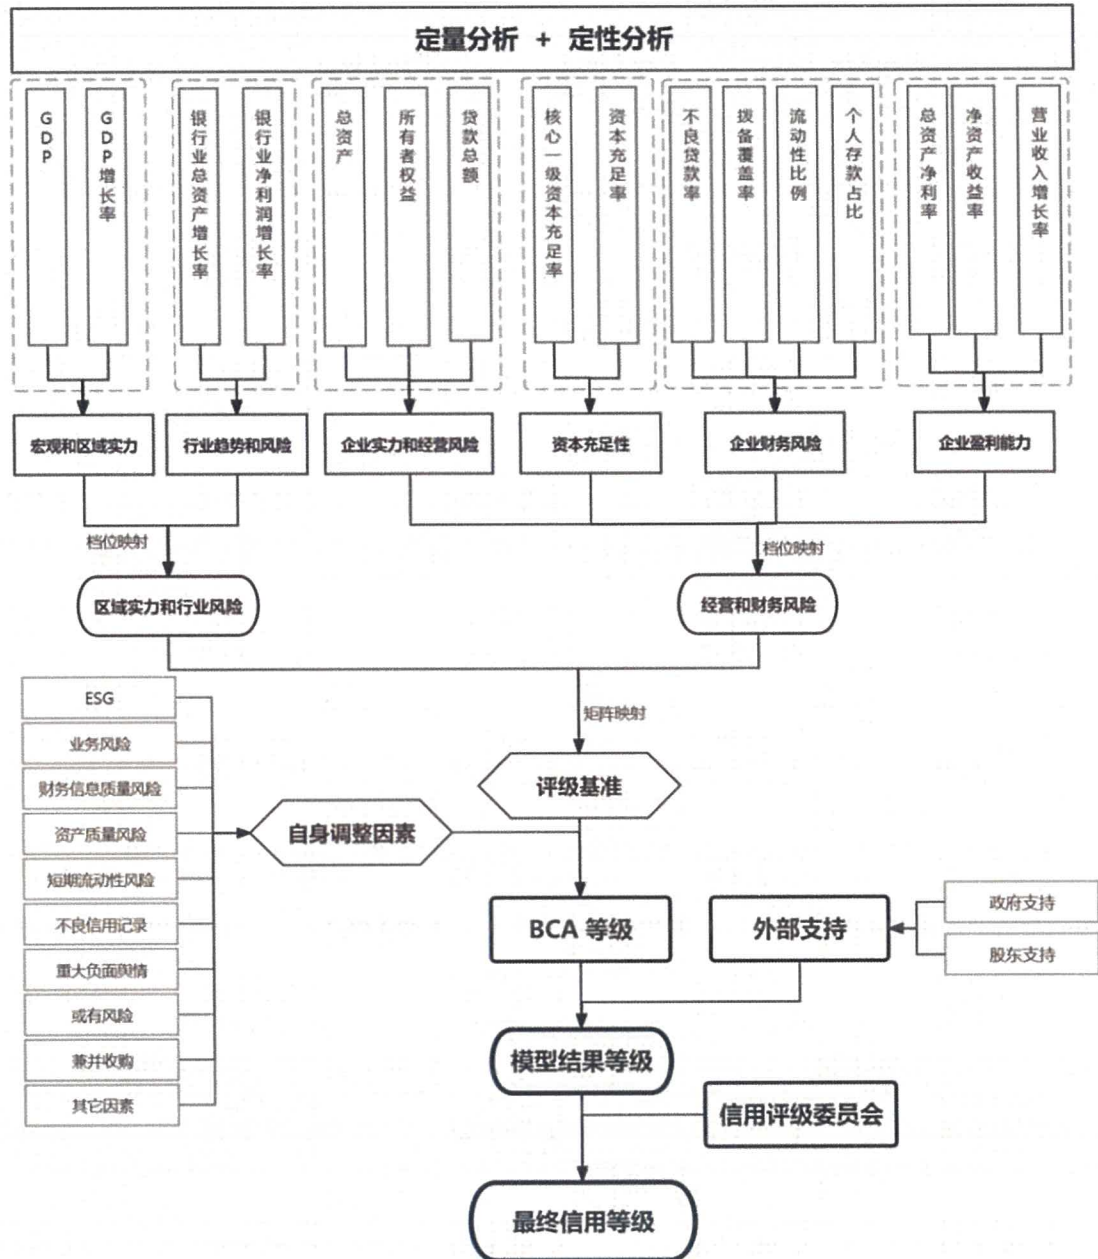 定量分析 + 定性分析
GDP
GDP增长率
银行业总资产增长率
银行业净利润增长率
总资产
所有者权益
贷款总额
核心一级资本充足率
资本充足率
不良贷款率
拨备覆盖率
流动性比例
个人存款占比
总资产净利率
净资产收益率
营业收入增长率
宏观和区域实力
行业趋势和风险
企业实力和经营风险
资本充足性
企业财务风险
企业盈利能力
档位映射
档位映射
区域实力和行业风险
经营和财务风险
矩阵映射
ESG
业务风险
财务信息质量风险
资产质量风险
短期流动性风险
不良信用记录
重大负面舆情
或有风险
兼并收购
其它因素
自身调整因素
评级基准
BCA 等级
外部支持
政府支持
股东支持
模型结果等级
信用评级委员会
最终信用等级